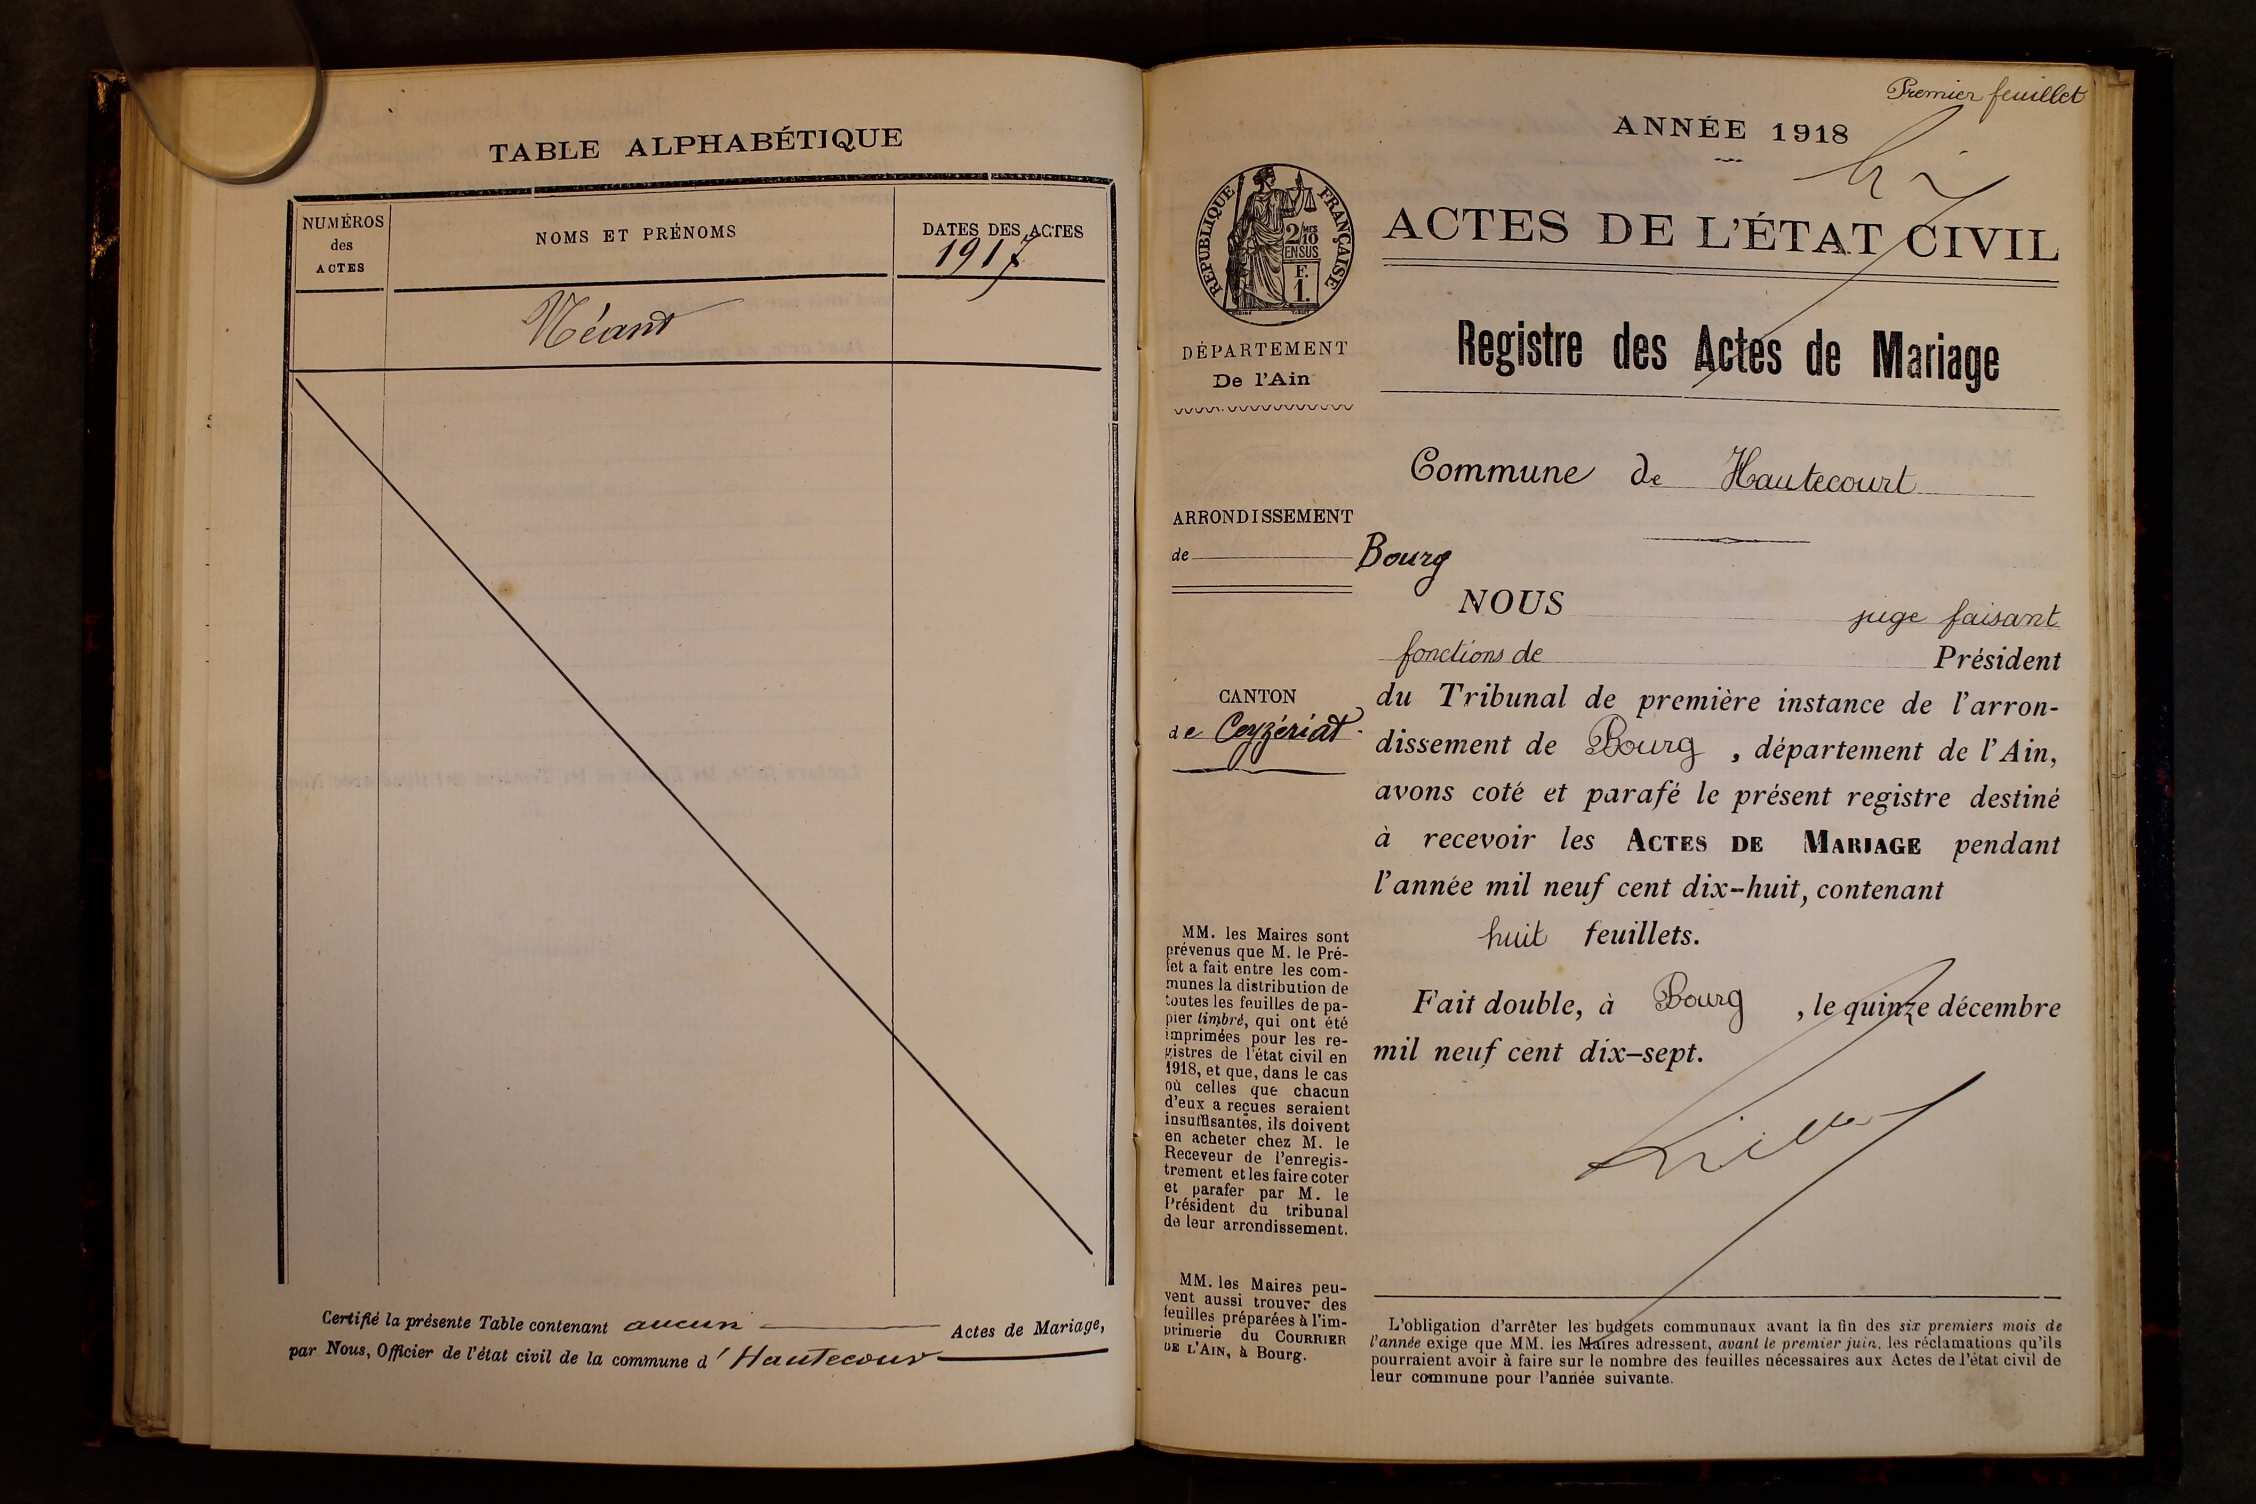 TABLE ALPHABÉTIQUE
NUMÉROS
des
ACTES
NOMS ET PRÉNOMS
DATES DES ACTES
1917
Néant
Certifié la présente Table contenant aucun Actes de Mariage,
par Nous, Officier de l'état civil de la commune d'Hautecour
Premier feuillet
ANNÉE 1918
RÉPUBLIQUE FRANÇAISE
2/10 MES
EN SUS
F.
1.
ACTES DE L'ÉTAT CIVIL
DÉPARTEMENT
De l'Ain
Registre des Actes de Mariage
Commune de Hautecourt
ARRONDISSEMENT
de Bourg
CANTON
de Ceyzériat
NOUS juge faisant
fonctions de Président
du Tribunal de première instance de l'arron-
dissement de Bourg, département de l'Ain,
avons coté et parafé le présent registre destiné
à recevoir les ACTES DE MARIAGE pendant
l'année mil neuf cent dix-huit, contenant
huit feuillets.
Fait double, à Bourg, le quinze décembre
mil neuf cent dix-sept.
MM. les Maires sont
prévenus que M. le Pré-
fet a fait entre les com-
munes la distribution de
toutes les feuilles de pa-
pier timbré, qui ont été
imprimées pour les re-
gistres de l'état civil en
1918, et que, dans le cas
où celles que chacun
d'eux a reçues seraient
insuffisantes, ils doivent
en acheter chez M. le
Receveur de l'enregis-
trement et les faire coter
et parafer par M. le
Président du tribunal
de leur arrondissement.
MM. les Maires peu-
vent aussi trouver des
feuilles préparées à l'im-
primerie du COURRIER
DE L'AIN, à Bourg.
L'obligation d'arrêter les budgets communaux avant la fin des six premiers mois de
l'année exige que MM. les Maires adressent, avant le premier juin, les réclamations qu'ils
pourraient avoir à faire sur le nombre des feuilles nécessaires aux Actes de l'état civil de
leur commune pour l'année suivante.